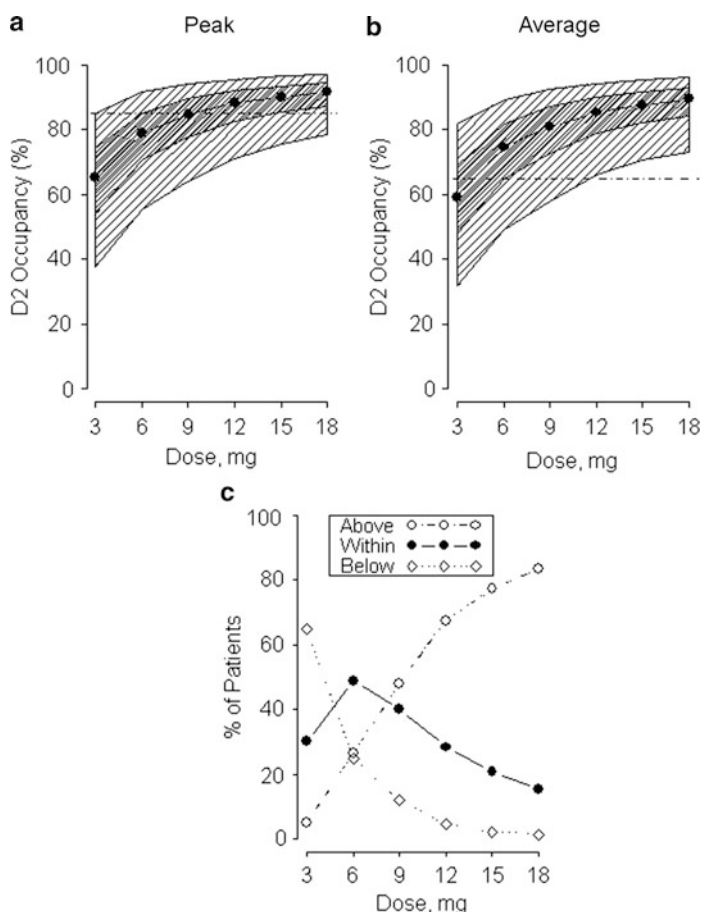 a Peak
D2 Occupancy (%)
100
80
60
40
20
0
3 6 9 12 15 18
Dose, mg
b Average
D2 Occupancy (%)
100
80
60
40
20
0
3 6 9 12 15 18
Dose, mg
c
% of Patients
100
80
60
40
20
0
Above
Within
Below
3 6 9 12 15 18
Dose, mg